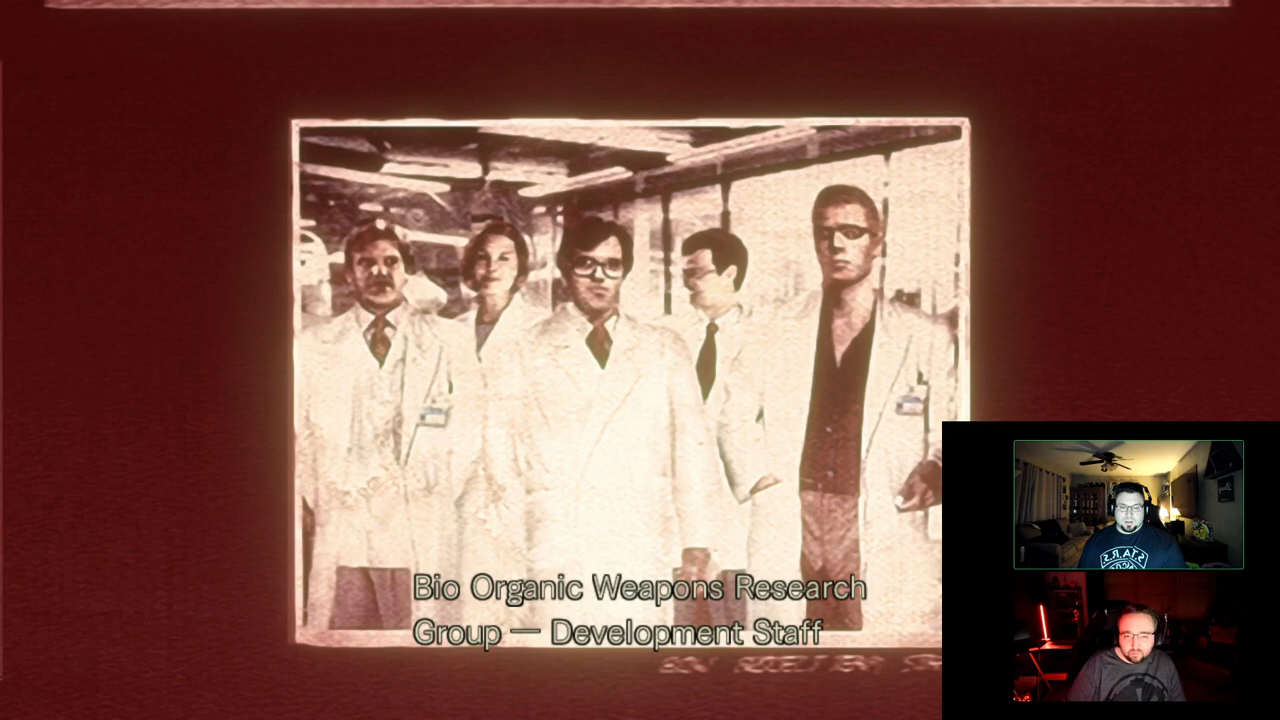 Bio Organic Weapons Research
Group — Development Staff
S.T.A.R.S.